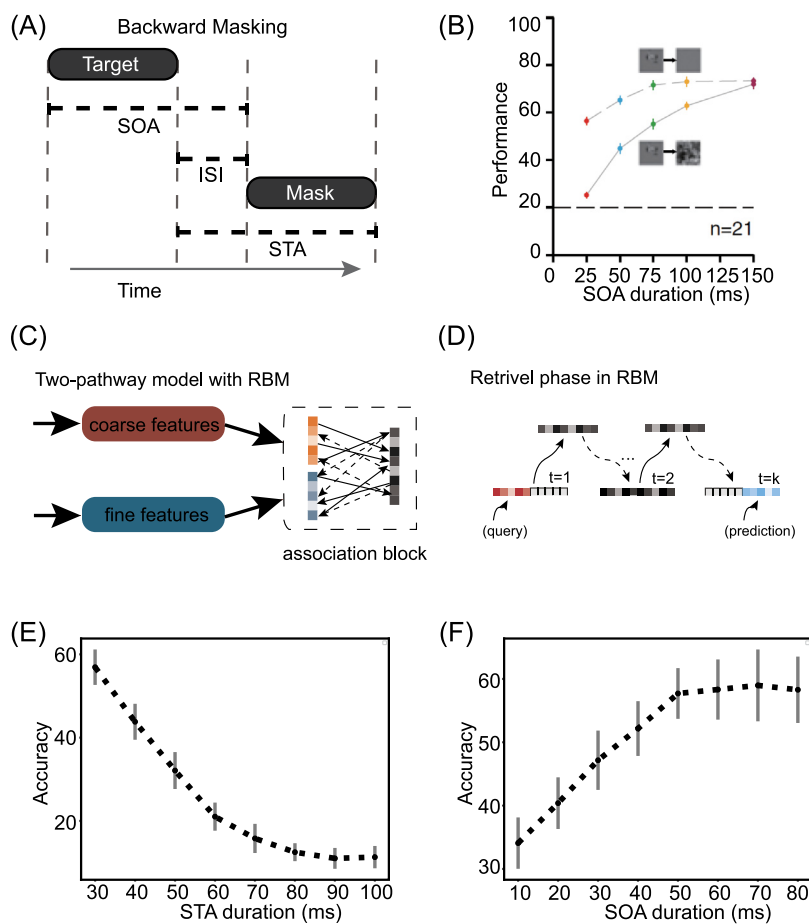 (A)
Backward Masking
Target
SOA
ISI
Mask
STA
Time
(B)
Performance
100
80
60
40
20
0
n=21
0 25 50 75 100 125 150
SOA duration (ms)
(C)
Two-pathway model with RBM
coarse features
fine features
association block
(D)
Retrivel phase in RBM
...
t=1
t=2
t=k
(query)
(prediction)
(E)
Accuracy
60
40
20
30 40 50 60 70 80 90 100
STA duration (ms)
(F)
Accuracy
60
50
40
30
10 20 30 40 50 60 70 80
SOA duration (ms)